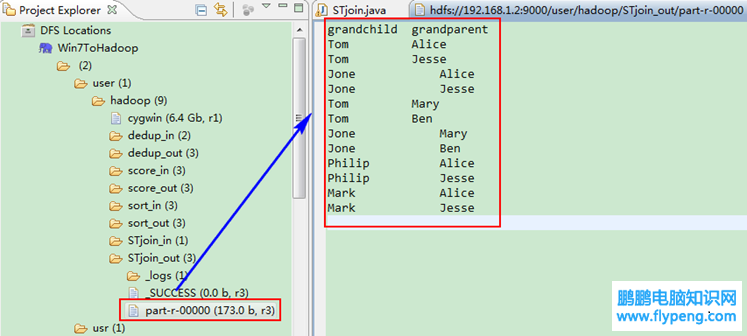 Project Explorer
DFS Locations
Win7ToHadoop
(2)
user (1)
hadoop (9)
cygwin (6.4 Gb, r1)
dedup_in (2)
dedup_out (3)
score_in (3)
score_out (3)
sort_in (3)
sort_out (3)
STjoin_in (1)
STjoin_out (3)
_logs (1)
_SUCCESS (0.0 b, r3)
part-r-00000 (173.0 b, r3)
usr (1)
STjoin.java
hdfs://192.168.1.2:9000/user/hadoop/STjoin_out/part-r-00000
grandchild grandparent
Tom Alice
Tom Jesse
Jone Alice
Jone Jesse
Tom Mary
Tom Ben
Jone Mary
Jone Ben
Philip Alice
Philip Jesse
Mark Alice
Mark Jesse
鹏鹏电脑知识网
www.flypeng.com